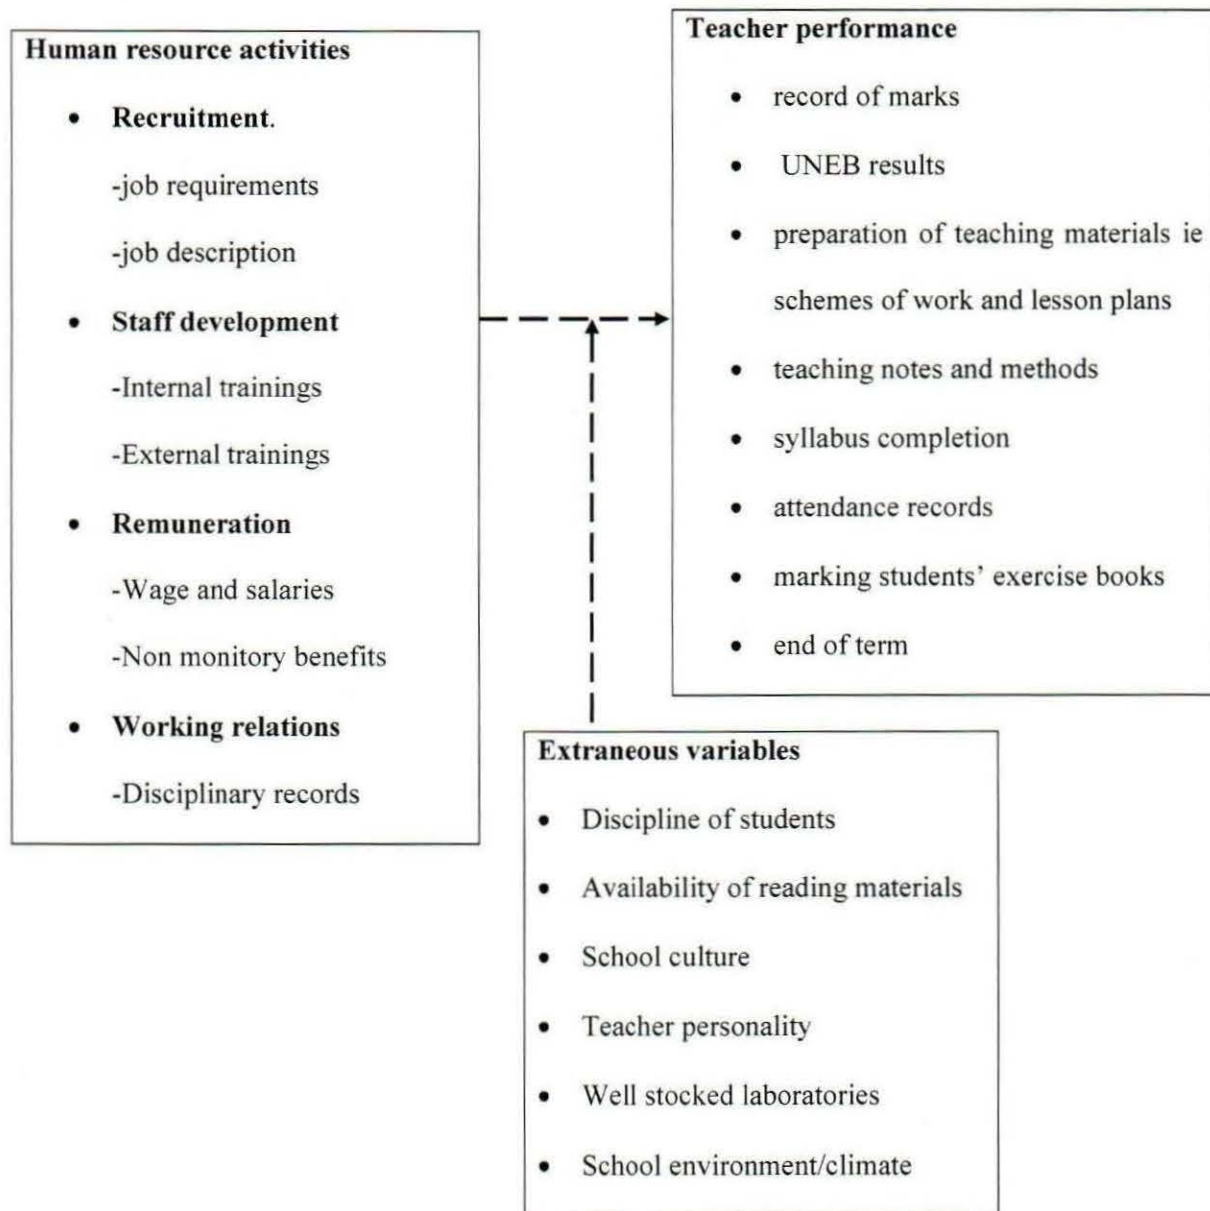 Human resource activities
• Recruitment.
-job requirements
-job description
• Staff development
-Internal trainings
-External trainings
• Remuneration
-Wage and salaries
-Non monitory benefits
• Working relations
-Disciplinary records
Teacher performance
• record of marks
• UNEB results
• preparation of teaching materials ie
schemes of work and lesson plans
• teaching notes and methods
• syllabus completion
• attendance records
• marking students’ exercise books
• end of term
Extraneous variables
• Discipline of students
• Availability of reading materials
• School culture
• Teacher personality
• Well stocked laboratories
• School environment/climate